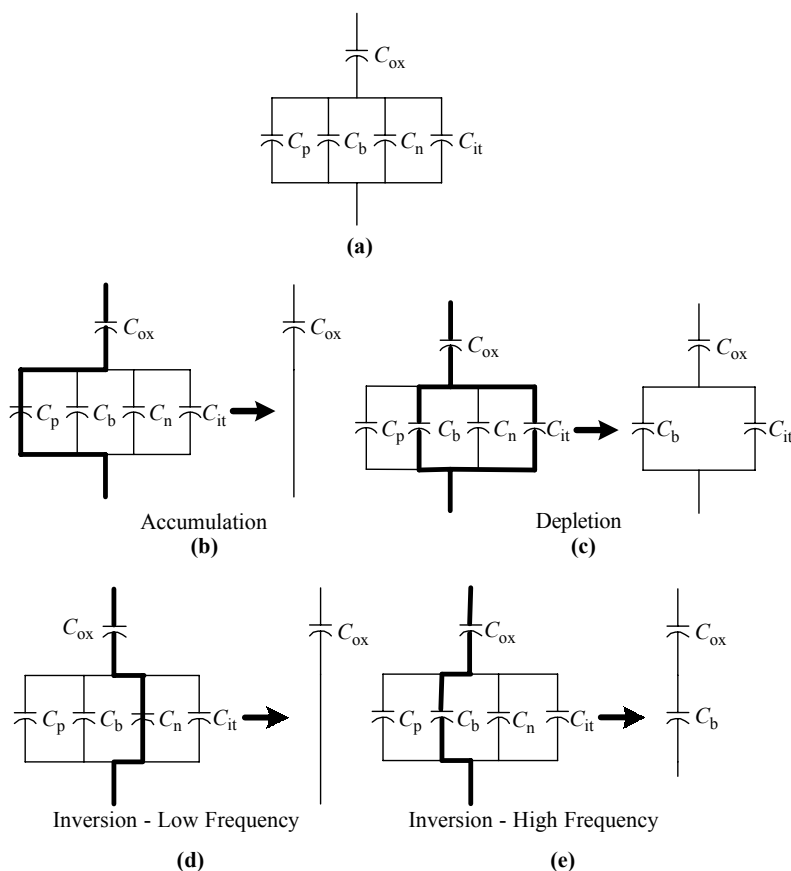 C_ox
C_p C_b C_n C_it
(a)
C_ox C_ox
C_p C_b C_n C_it
Accumulation
(b)
C_ox C_ox
C_p C_b C_n C_it C_b C_it
Depletion
(c)
C_ox C_ox
C_p C_b C_n C_it
Inversion - Low Frequency
(d)
C_ox C_ox
C_p C_b C_n C_it C_b
Inversion - High Frequency
(e)